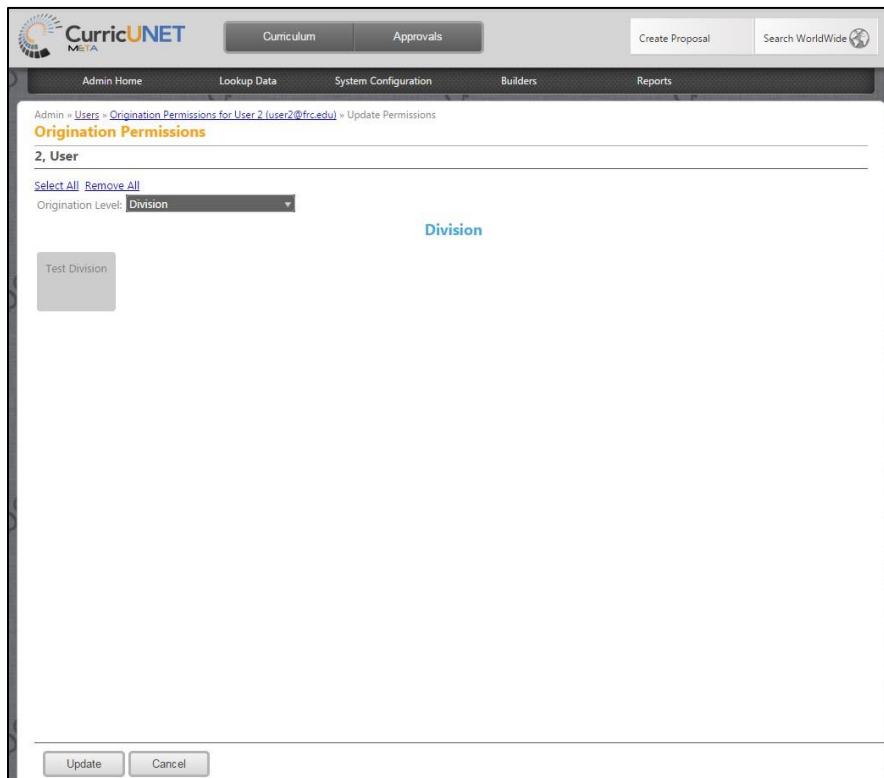 CurricUNET
META
Curriculum Approvals
Create Proposal Search WorldWide
Admin Home Lookup Data System Configuration Builders Reports
Admin » Users » Origination Permissions for User 2 (user2@frc.edu) » Update Permissions
Origination Permissions
2, User
Select All Remove All
Origination Level: Division
Division
Test Division
Update Cancel